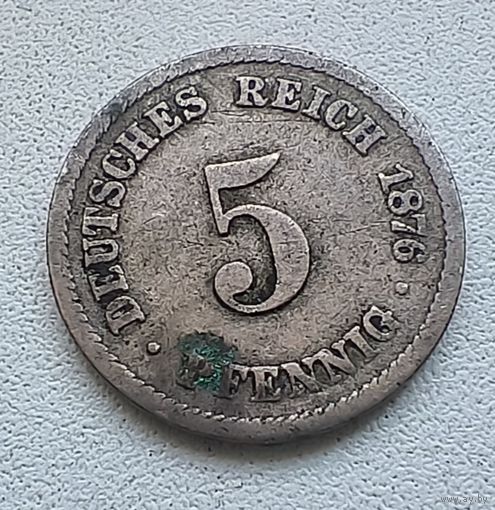 DEUTSCHES REICH 1876
5
PFENNIG
www.ay.by